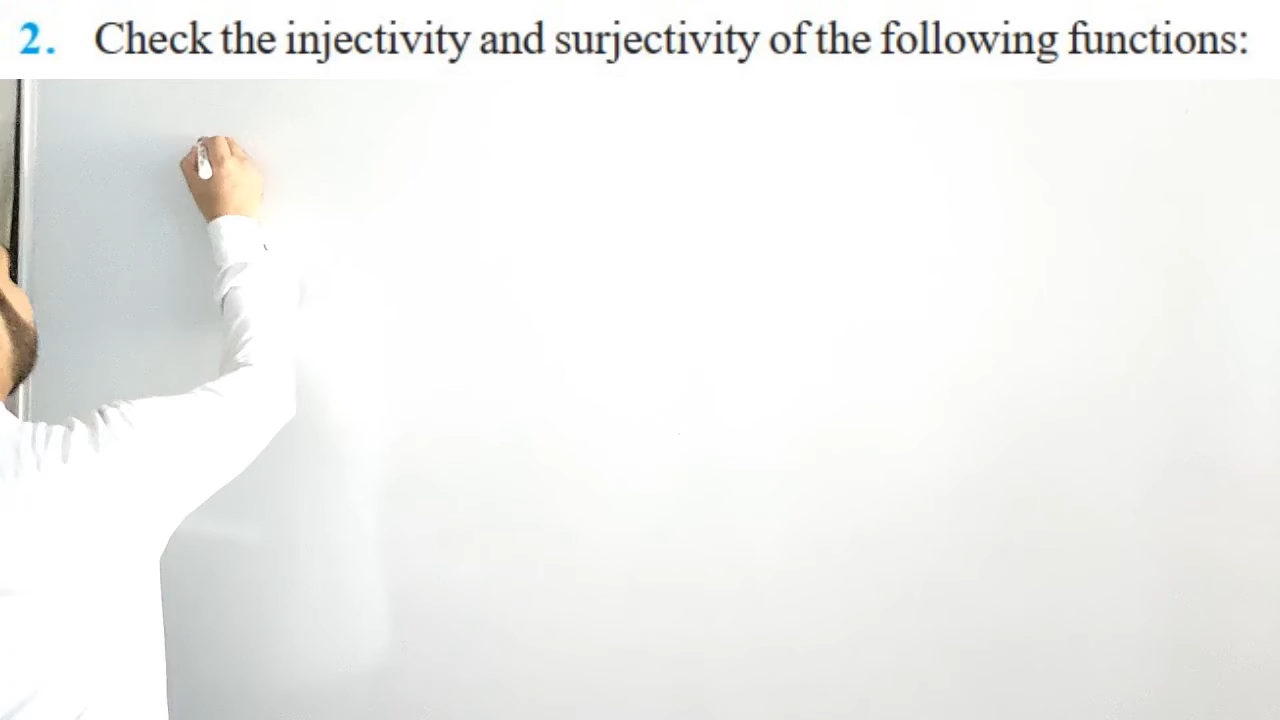 2. Check the injectivity and surjectivity of the following functions: